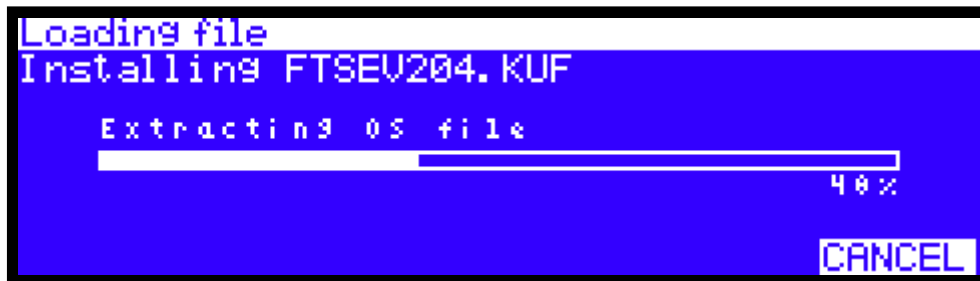 Loading file
Installing FTSEV204.KUF
Extracting OS file
40%
CANCEL